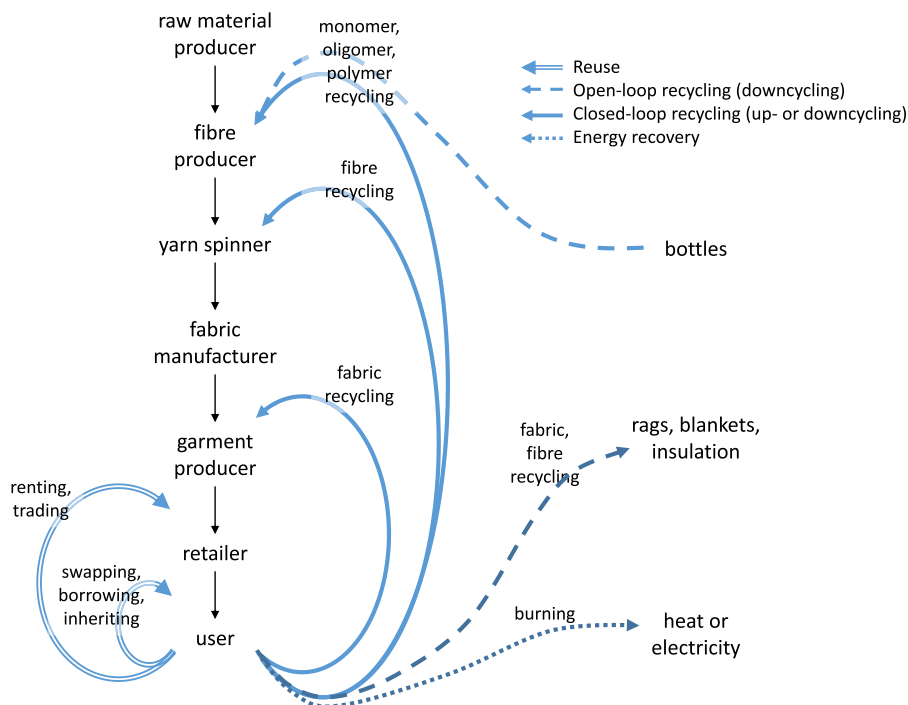 raw material
producer
monomer,
oligomer,
polymer
recycling
Reuse
Open-loop recycling (downcycling)
Closed-loop recycling (up- or downcycling)
Energy recovery
fibre
producer
fibre
recycling
yarn spinner
bottles
fabric
manufacturer
fabric
recycling
garment
producer
fabric,
fibre
recycling
rags, blankets,
insulation
renting,
trading
retailer
swapping,
borrowing,
inheriting
user
burning
heat or
electricity